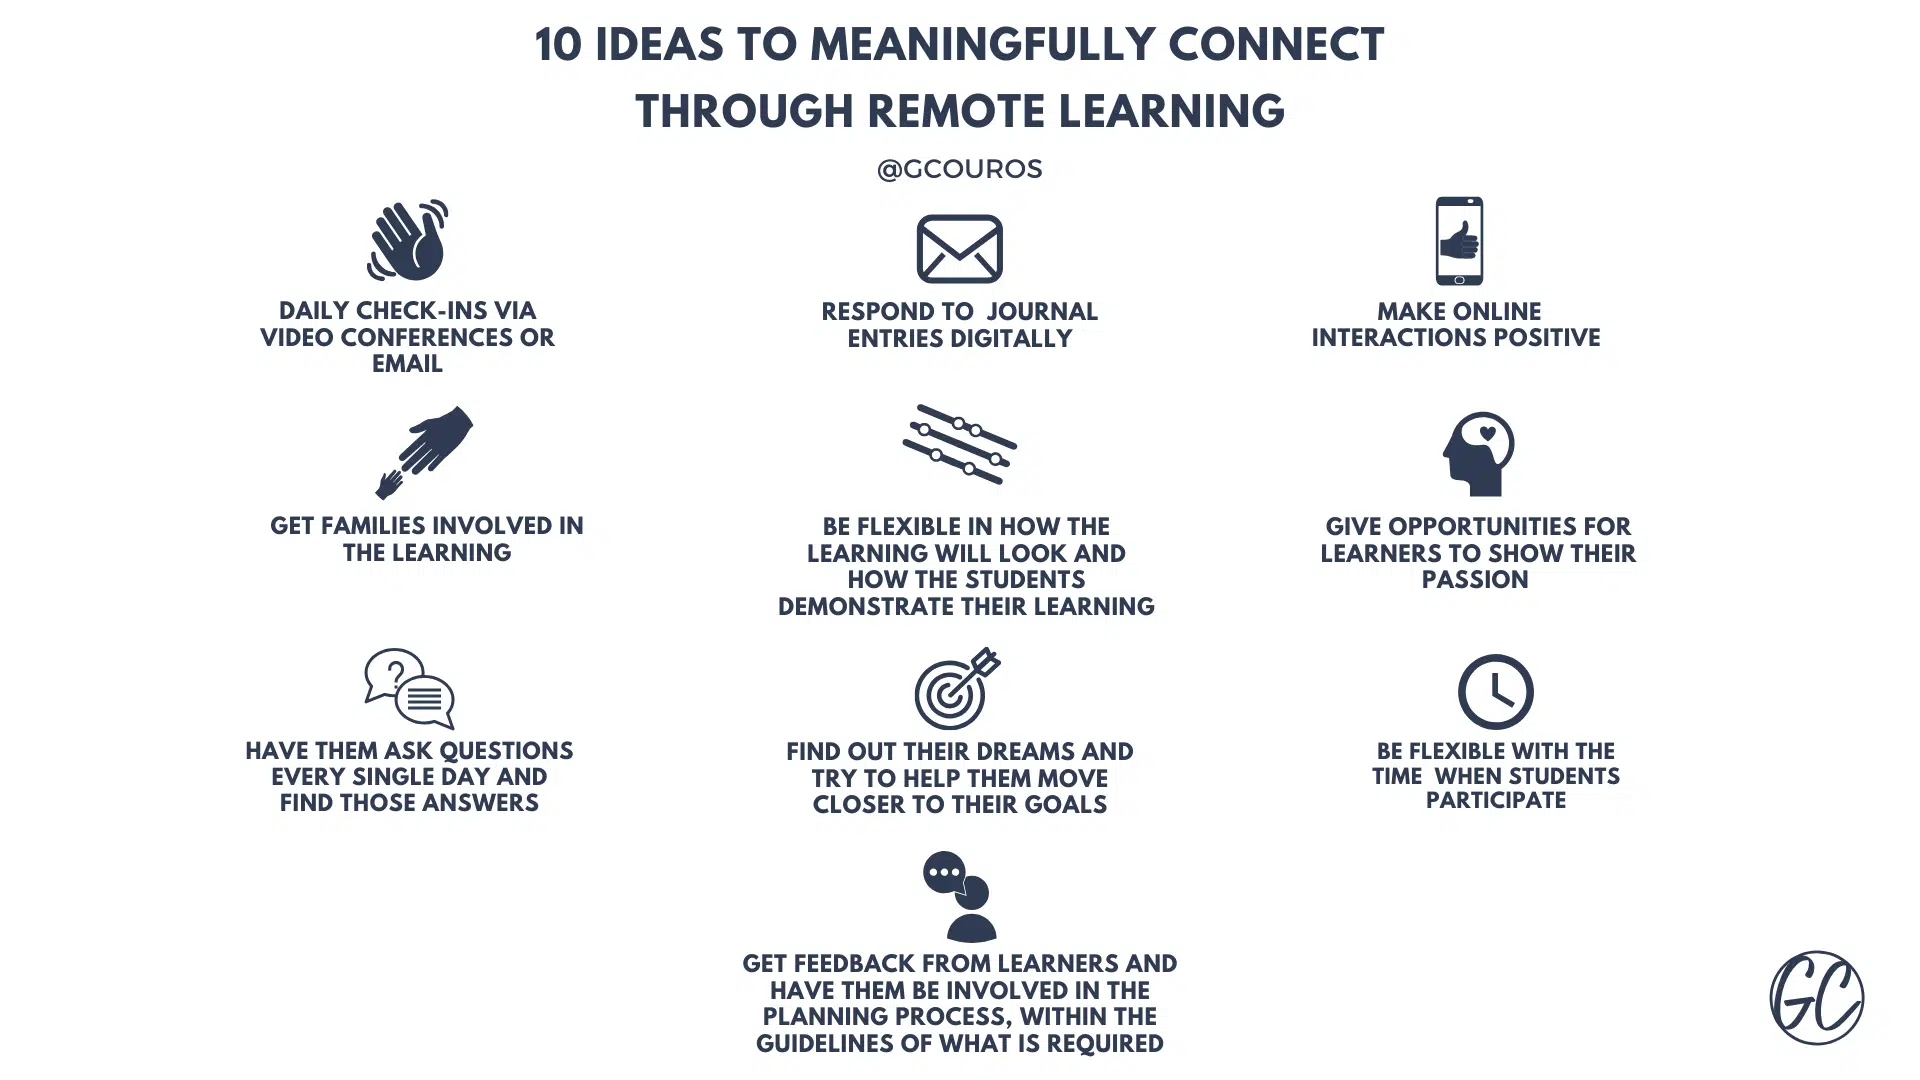 10 IDEAS TO MEANINGFULLY CONNECT
THROUGH REMOTE LEARNING
@GCOUROS
DAILY CHECK-INS VIA
VIDEO CONFERENCES OR
EMAIL
RESPOND TO JOURNAL
ENTRIES DIGITALLY
MAKE ONLINE
INTERACTIONS POSITIVE
GET FAMILIES INVOLVED IN
THE LEARNING
BE FLEXIBLE IN HOW THE
LEARNING WILL LOOK AND
HOW THE STUDENTS
DEMONSTRATE THEIR LEARNING
GIVE OPPORTUNITIES FOR
LEARNERS TO SHOW THEIR
PASSION
?
HAVE THEM ASK QUESTIONS
EVERY SINGLE DAY AND
FIND THOSE ANSWERS
FIND OUT THEIR DREAMS AND
TRY TO HELP THEM MOVE
CLOSER TO THEIR GOALS
BE FLEXIBLE WITH THE
TIME WHEN STUDENTS
PARTICIPATE
GET FEEDBACK FROM LEARNERS AND
HAVE THEM BE INVOLVED IN THE
PLANNING PROCESS, WITHIN THE
GUIDELINES OF WHAT IS REQUIRED
GC